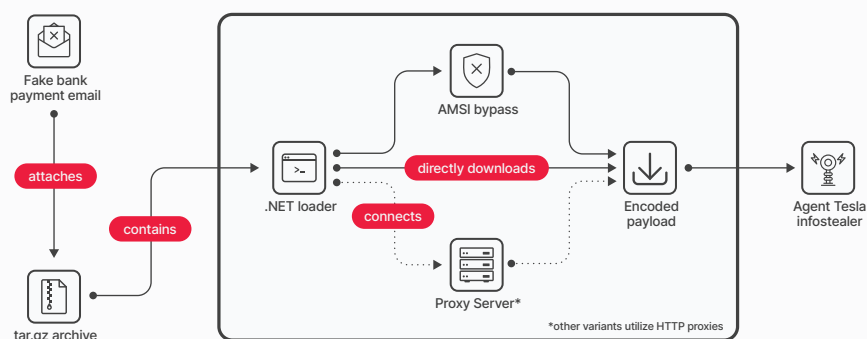 Fake bank
payment email
attaches
tar.gz archive
contains
.NET loader
AMSI bypass
directly downloads
connects
Proxy Server*
Encoded
payload
*other variants utilize HTTP proxies
Agent Tesla
infostealer